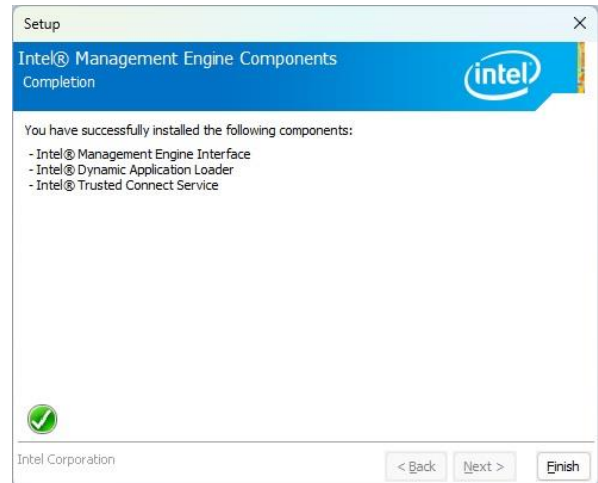 Setup
Intel® Management Engine Components
Completion
intel
You have successfully installed the following components:
- Intel® Management Engine Interface
- Intel® Dynamic Application Loader
- Intel® Trusted Connect Service
Intel Corporation
< Back
Next >
Finish